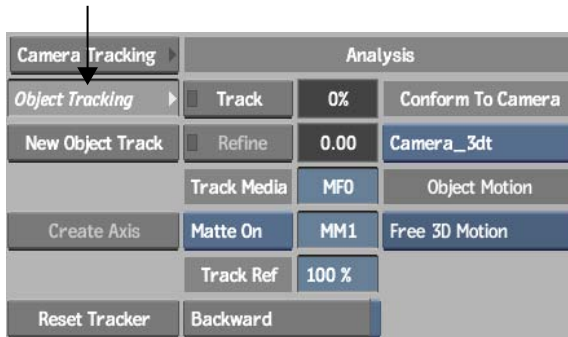 Camera Tracking Analysis
Object Tracking Track 0% Conform To Camera
New Object Track Refine 0.00 Camera_3dt
Track Media MF0 Object Motion
Create Axis Matte On MM1 Free 3D Motion
Track Ref 100 %
Reset Tracker Backward